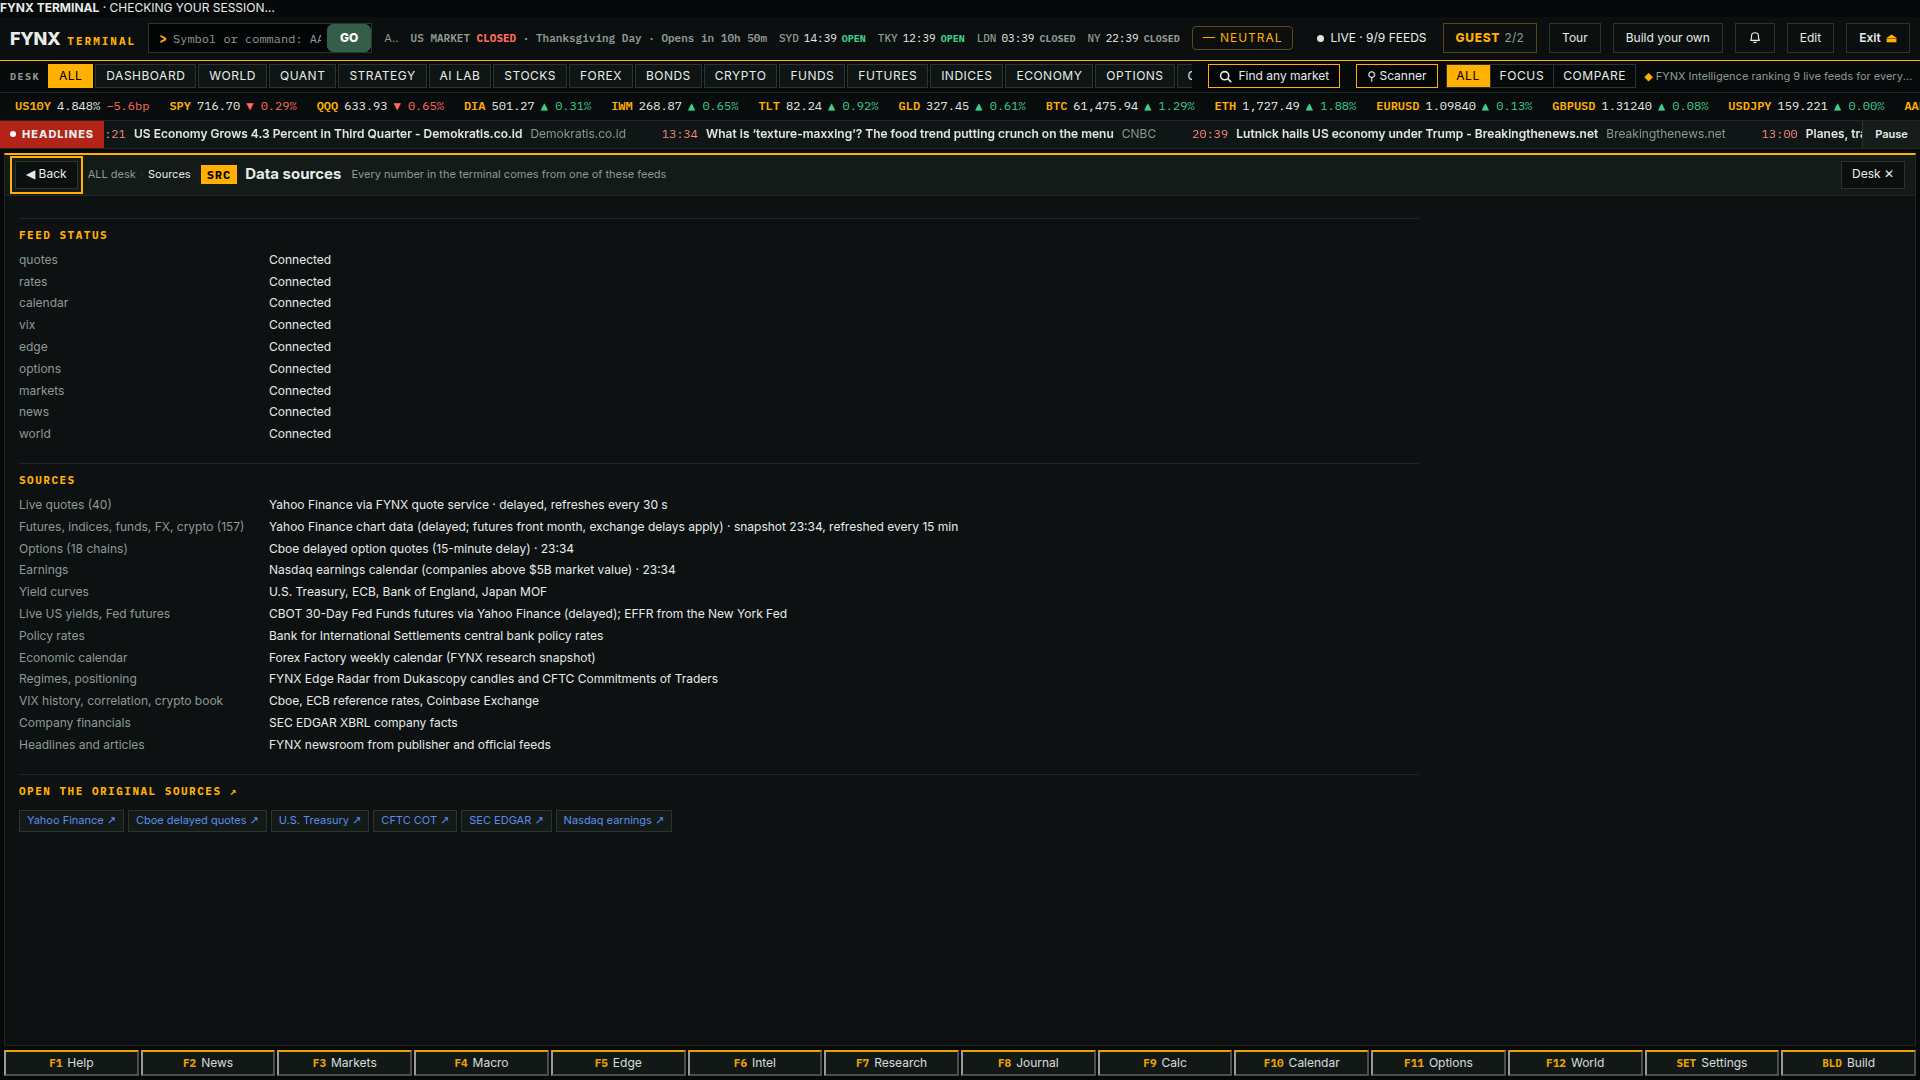 FYNX TERMINAL · CHECKING YOUR SESSION...
FYNX TERMINAL > Symbol or command: GO A.. US MARKET CLOSED · Thanksgiving Day · Opens in 10h 50m SYD 14:39 OPEN TKY 12:39 OPEN LDN 03:39 CLOSED NY 22:39 CLOSED — NEUTRAL ● LIVE · 9/9 FEEDS GUEST 2/2 Tour Build your own Edit Exit ⏏
DESK ALL DASHBOARD WORLD QUANT STRATEGY AI LAB STOCKS FOREX BONDS CRYPTO FUNDS FUTURES INDICES ECONOMY OPTIONS Find any market Scanner ALL FOCUS COMPARE ◆ FYNX Intelligence ranking 9 live feeds for every...
US10Y 4.848% −5.6bp SPY 716.70 ▼ 0.29% QQQ 633.93 ▼ 0.65% DIA 501.27 ▲ 0.31% IWM 268.87 ▲ 0.65% TLT 82.24 ▲ 0.92% GLD 327.45 ▲ 0.61% BTC 61,475.94 ▲ 1.29% ETH 1,727.49 ▲ 1.88% EURUSD 1.09840 ▲ 0.13% GBPUSD 1.31240 ▲ 0.08% USDJPY 159.221 ▲ 0.00%
● HEADLINES :21 US Economy Grows 4.3 Percent in Third Quarter - Demokratis.co.id Demokratis.co.id 13:34 What is ‘texture-maxxing’? The food trend putting crunch on the menu CNBC 20:39 Lutnick hails US economy under Trump - Breakingthenews.net Breakingthenews.net 13:00 Planes, Pause
◀ Back ALL desk Sources SRC Data sources Every number in the terminal comes from one of these feeds Desk ✕
FEED STATUS
quotes Connected
rates Connected
calendar Connected
vix Connected
edge Connected
options Connected
markets Connected
news Connected
world Connected
SOURCES
Live quotes (40) Yahoo Finance via FYNX quote service · delayed, refreshes every 30 s
Futures, indices, funds, FX, crypto (157) Yahoo Finance chart data (delayed; futures front month, exchange delays apply) · snapshot 23:34, refreshed every 15 min
Options (18 chains) Cboe delayed option quotes (15-minute delay) · 23:34
Earnings Nasdaq earnings calendar (companies above $5B market value) · 23:34
Yield curves U.S. Treasury, ECB, Bank of England, Japan MOF
Live US yields, Fed futures CBOT 30-Day Fed Funds futures via Yahoo Finance (delayed); EFFR from the New York Fed
Policy rates Bank for International Settlements central bank policy rates
Economic calendar Forex Factory weekly calendar (FYNX research snapshot)
Regimes, positioning FYNX Edge Radar from Dukascopy candles and CFTC Commitments of Traders
VIX history, correlation, crypto book Cboe, ECB reference rates, Coinbase Exchange
Company financials SEC EDGAR XBRL company facts
Headlines and articles FYNX newsroom from publisher and official feeds
OPEN THE ORIGINAL SOURCES ↗
Yahoo Finance ↗ Cboe delayed quotes ↗ U.S. Treasury ↗ CFTC COT ↗ SEC EDGAR ↗ Nasdaq earnings ↗
F1 Help F2 News F3 Markets F4 Macro F5 Edge F6 Intel F7 Research F8 Journal F9 Calc F10 Calendar F11 Options F12 World SET Settings BLD Build